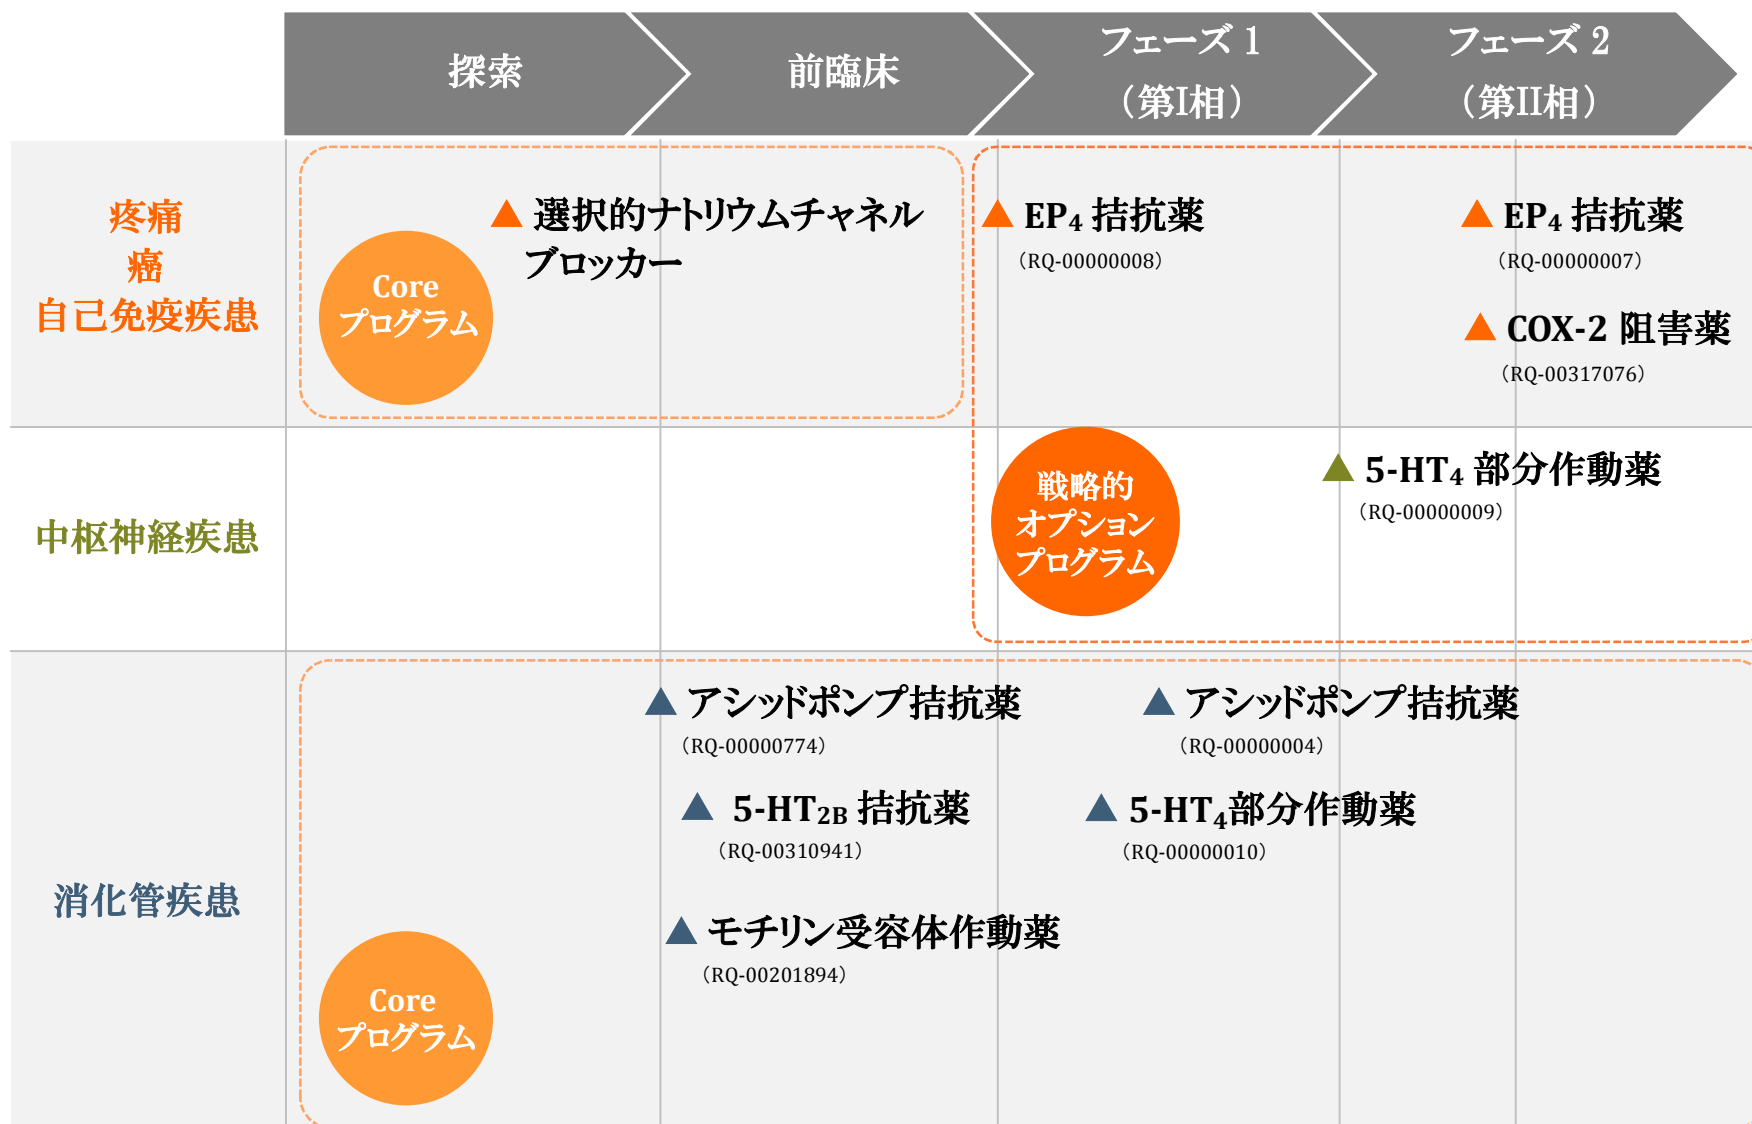 探索
前臨床
フェーズ 1
（第I相）
フェーズ 2
（第II相）
疼痛
癌
自己免疫疾患
Core
プログラム
▲ 選択的ナトリウムチャネル
ブロッカー
▲ EP4 拮抗薬
（RQ-00000008）
▲ EP4 拮抗薬
（RQ-00000007）
▲ COX-2 阻害薬
（RQ-00317076）
中枢神経疾患
戦略的
オプション
プログラム
▲ 5-HT4 部分作動薬
（RQ-00000009）
消化管疾患
▲ アシッドポンプ拮抗薬
（RQ-00000774）
▲ アシッドポンプ拮抗薬
（RQ-00000004）
▲ 5-HT2B 拮抗薬
（RQ-00310941）
▲ 5-HT4部分作動薬
（RQ-00000010）
▲ モチリン受容体作動薬
（RQ-00201894）
Core
プログラム